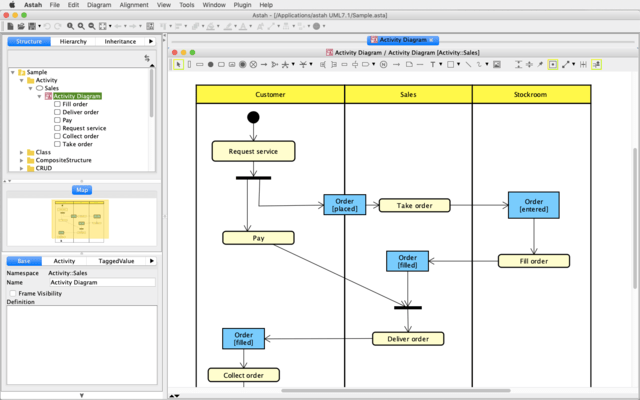 Astah File Edit Diagram Alignment View Tools Window Plugin Help
Astah - [/Applications/astah UML7.1/Sample.asta]
Structure Hierarchy Inheritance
Activity Diagram
Activity Diagram / Activity Diagram [Activity::Sales]
Sample
Activity
Sales
Activity Diagram
Fill order
Deliver order
Pay
Request service
Collect order
Take order
Class
CompositeStructure
CRUD
Map
Base Activity TaggedValue
Namespace Activity::Sales
Name Activity Diagram
Frame Visibility
Definition
Customer Sales Stockroom
Request service
Order
[placed]
Take order
Order
[entered]
Pay
Order
[filled]
Fill order
Order
[filled]
Deliver order
Collect order